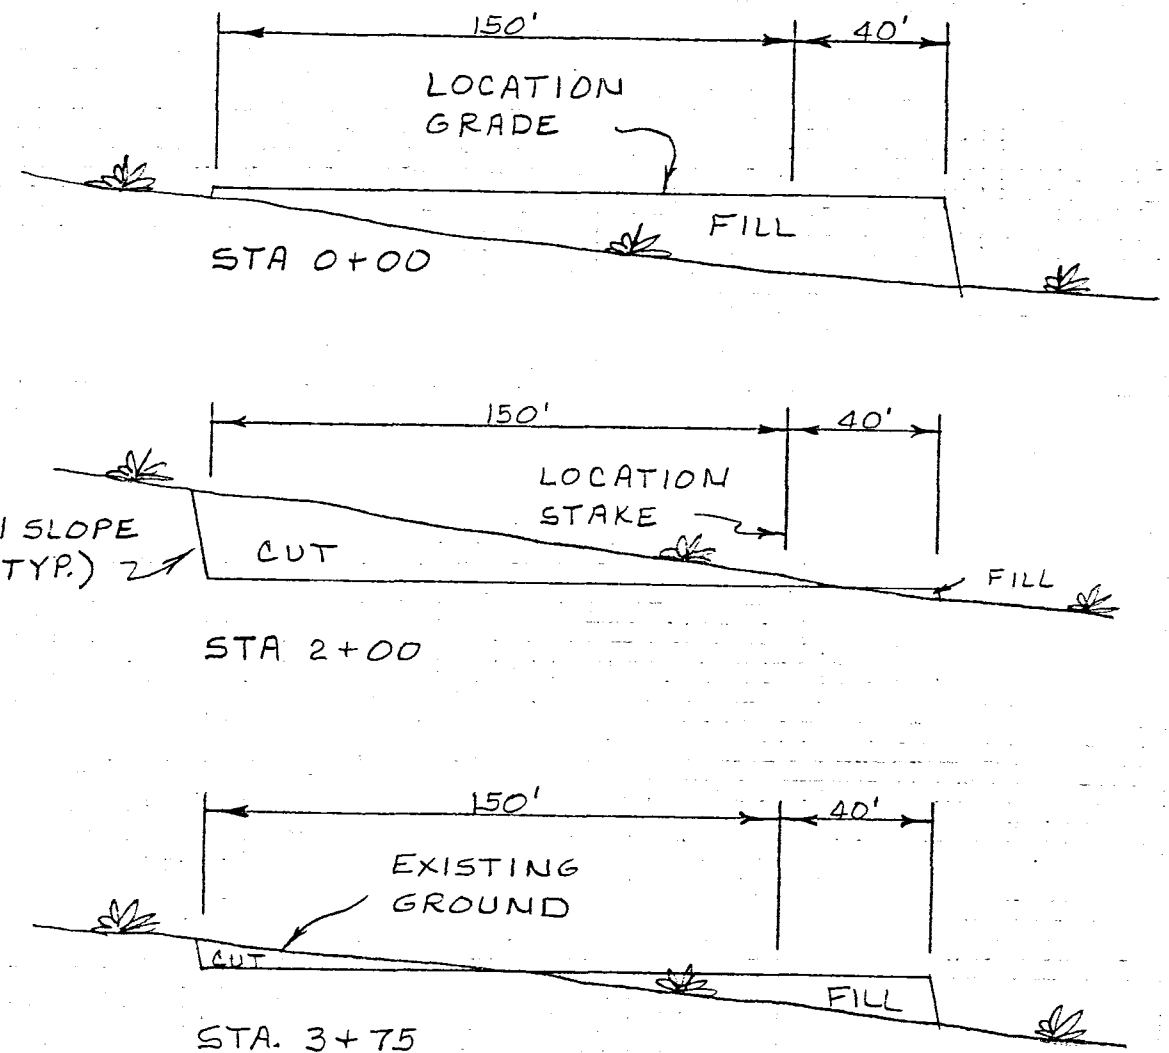 150' 40'
LOCATION
GRADE
FILL
STA 0+00
150' 40'
LOCATION
STAKE
1 SLOPE
TYP.)
CUT
FILL
STA 2+00
150' 40'
EXISTING
GROUND
CUT
FILL
STA. 3+75